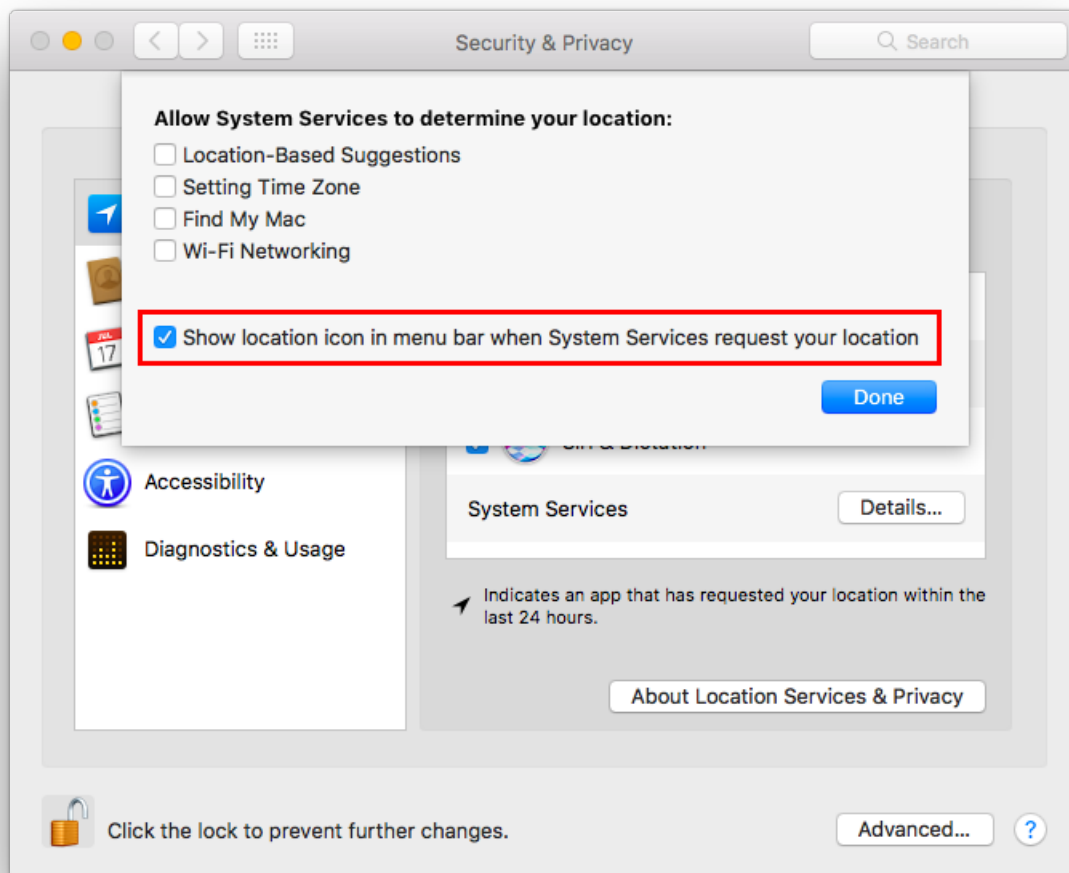 Security & Privacy
Search
Allow System Services to determine your location:
Location-Based Suggestions
Setting Time Zone
Find My Mac
Wi-Fi Networking
Show location icon in menu bar when System Services request your location
Done
JUL
17
Siri & Dictation
Accessibility
System Services
Details...
Diagnostics & Usage
Indicates an app that has requested your location within the
last 24 hours.
About Location Services & Privacy
Click the lock to prevent further changes.
Advanced...
?